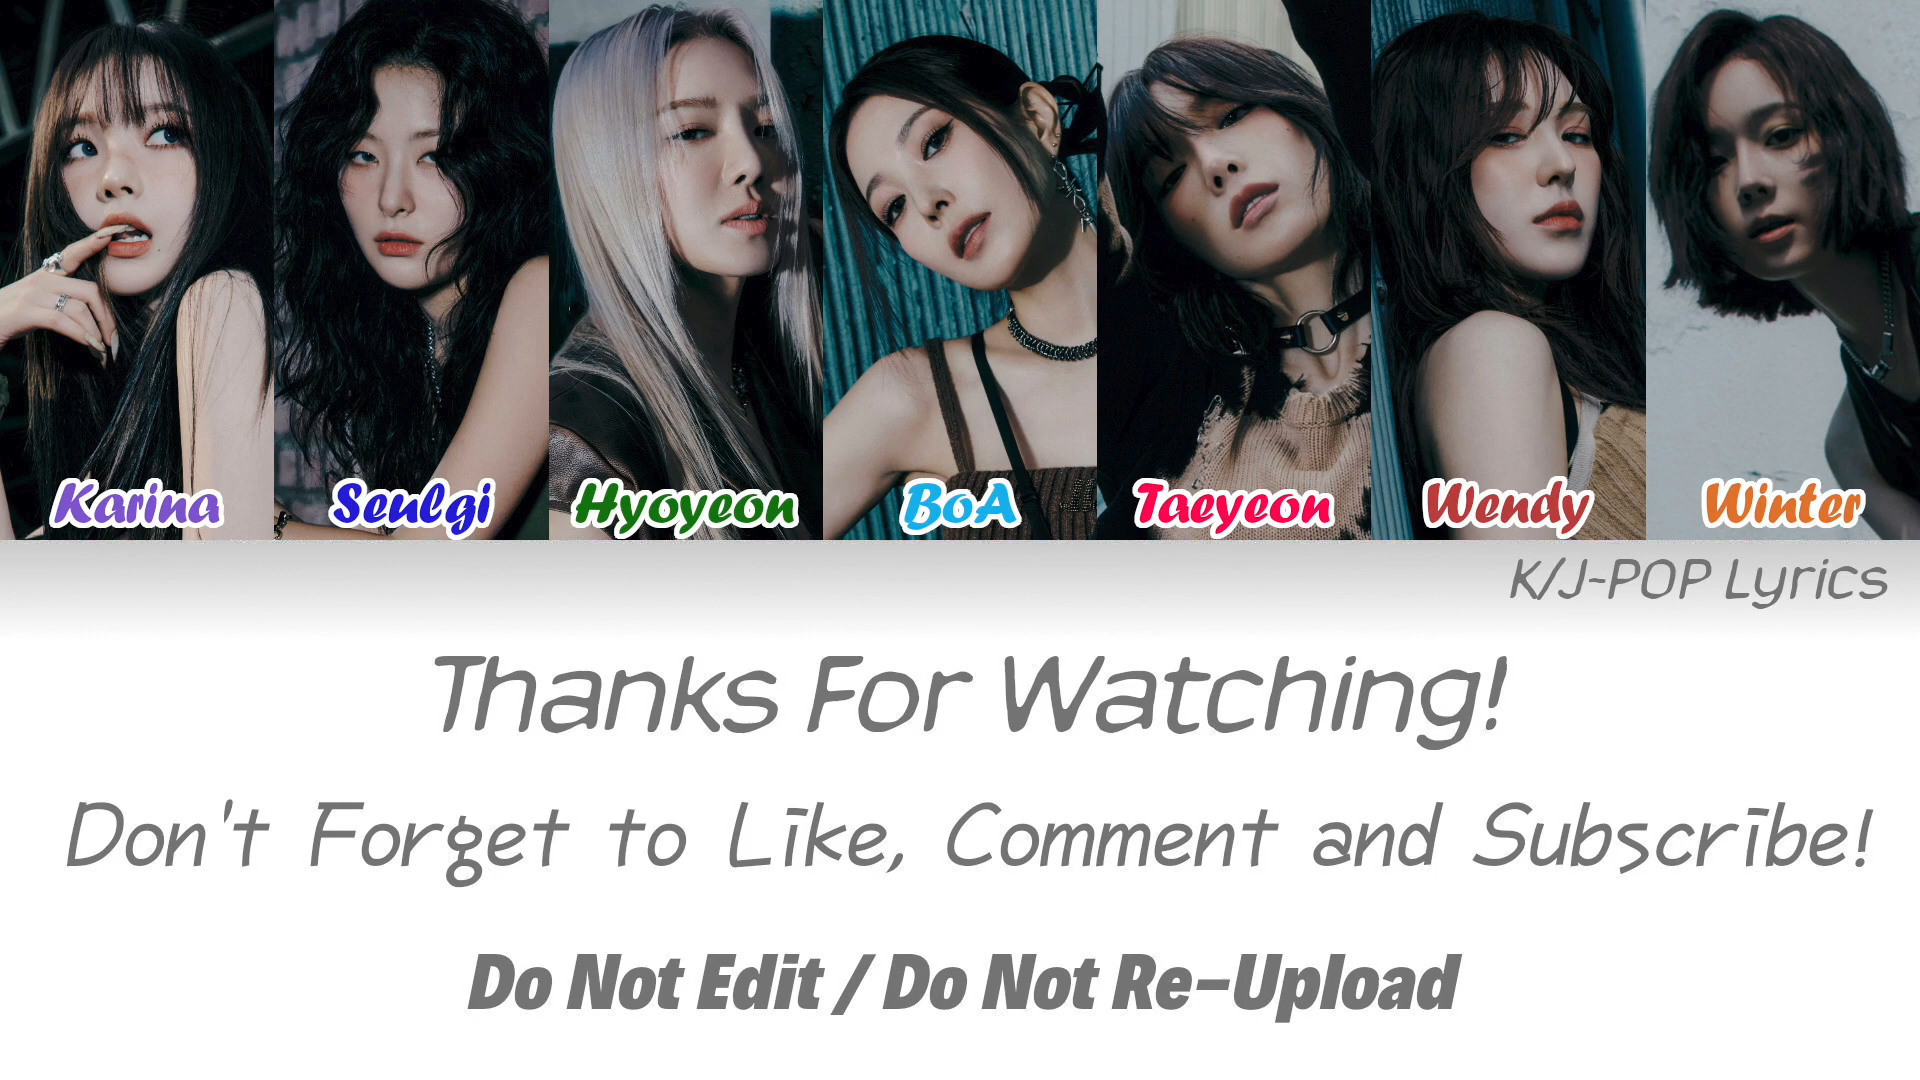 Karina Seulgi Hyoyeon BoA Taeyeon Wendy Winter
K/J-POP Lyrics
Thanks For Watching!
Don't Forget to Like, Comment and Subscribe!
Do Not Edit / Do Not Re-Upload